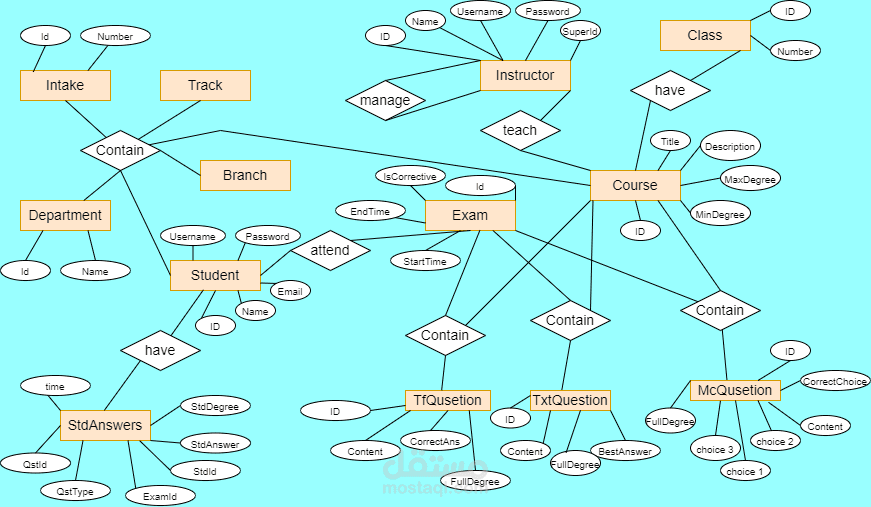 ID
Username
Password
Name
Id
Number
ID
SuperId
Class
Number
Intake
Track
Instructor
manage
have
teach
Contain
Title
Description
Branch
IsCorrective
Id
Course
MaxDegree
Department
EndTime
Exam
MinDegree
ID
Username
Password
attend
StartTime
Id
Name
Student
Email
Name
ID
Contain
Contain
Contain
have
ID
time
CorrectChoice
TfQusetion
TxtQuestion
McQusetion
StdDegree
ID
ID
FullDegree
Content
StdAnswers
StdAnswer
Content
CorrectAns
Content
BestAnswer
choice 3
choice 2
QstId
StdId
FullDegree
choice 1
QstType
ExamId
FullDegree
مستقل
mostaql.com